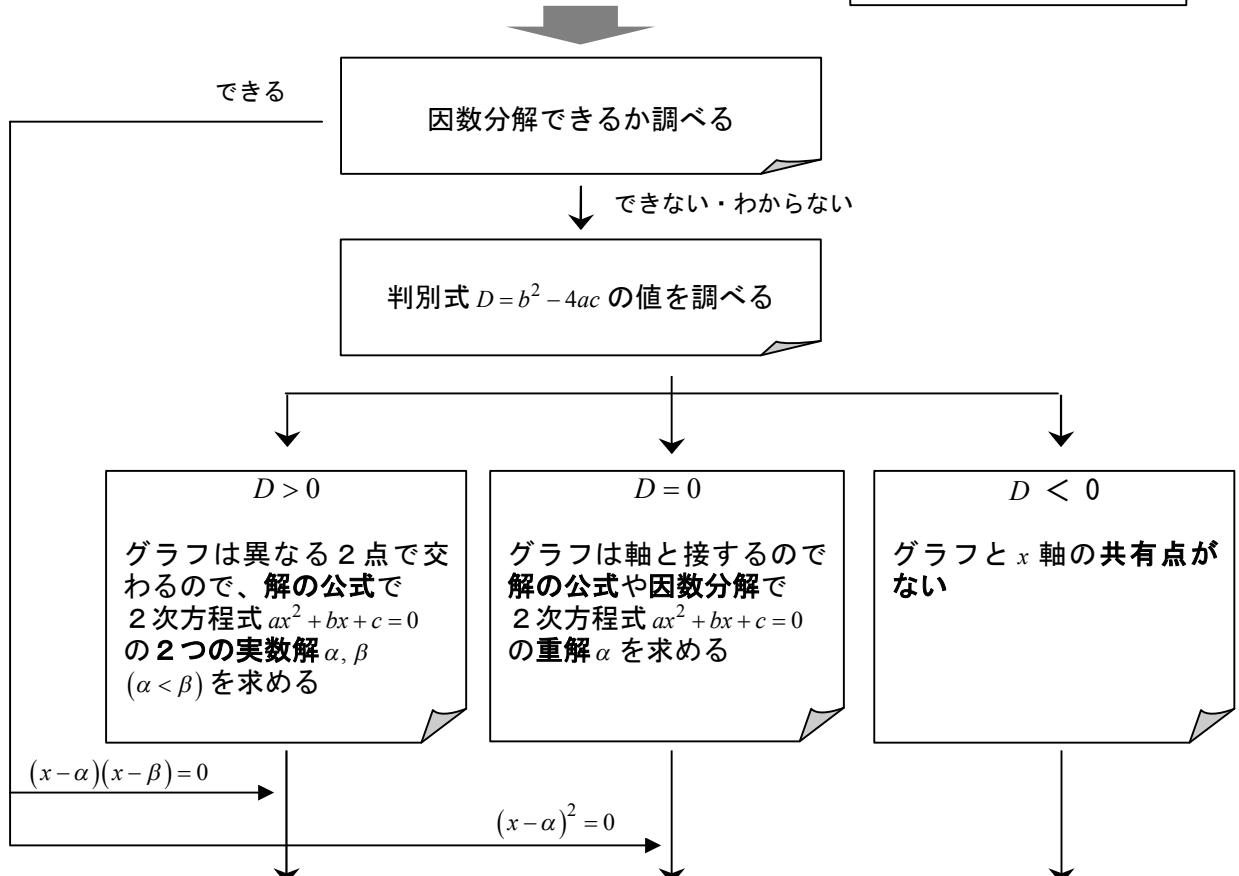 できる
因数分解できるか調べる
できない・わからない
判別式 D = b² − 4ac の値を調べる
D > 0
グラフは異なる２点で交
わるので、解の公式で
２次方程式 ax² + bx + c = 0
の２つの実数解 α, β
(α < β) を求める
D = 0
グラフは軸と接するので
解の公式や因数分解で
２次方程式 ax² + bx + c = 0
の重解 α を求める
D ＜ ０
グラフと x 軸の共有点が
ない
(x − α)(x − β) = 0
(x − α)² = 0